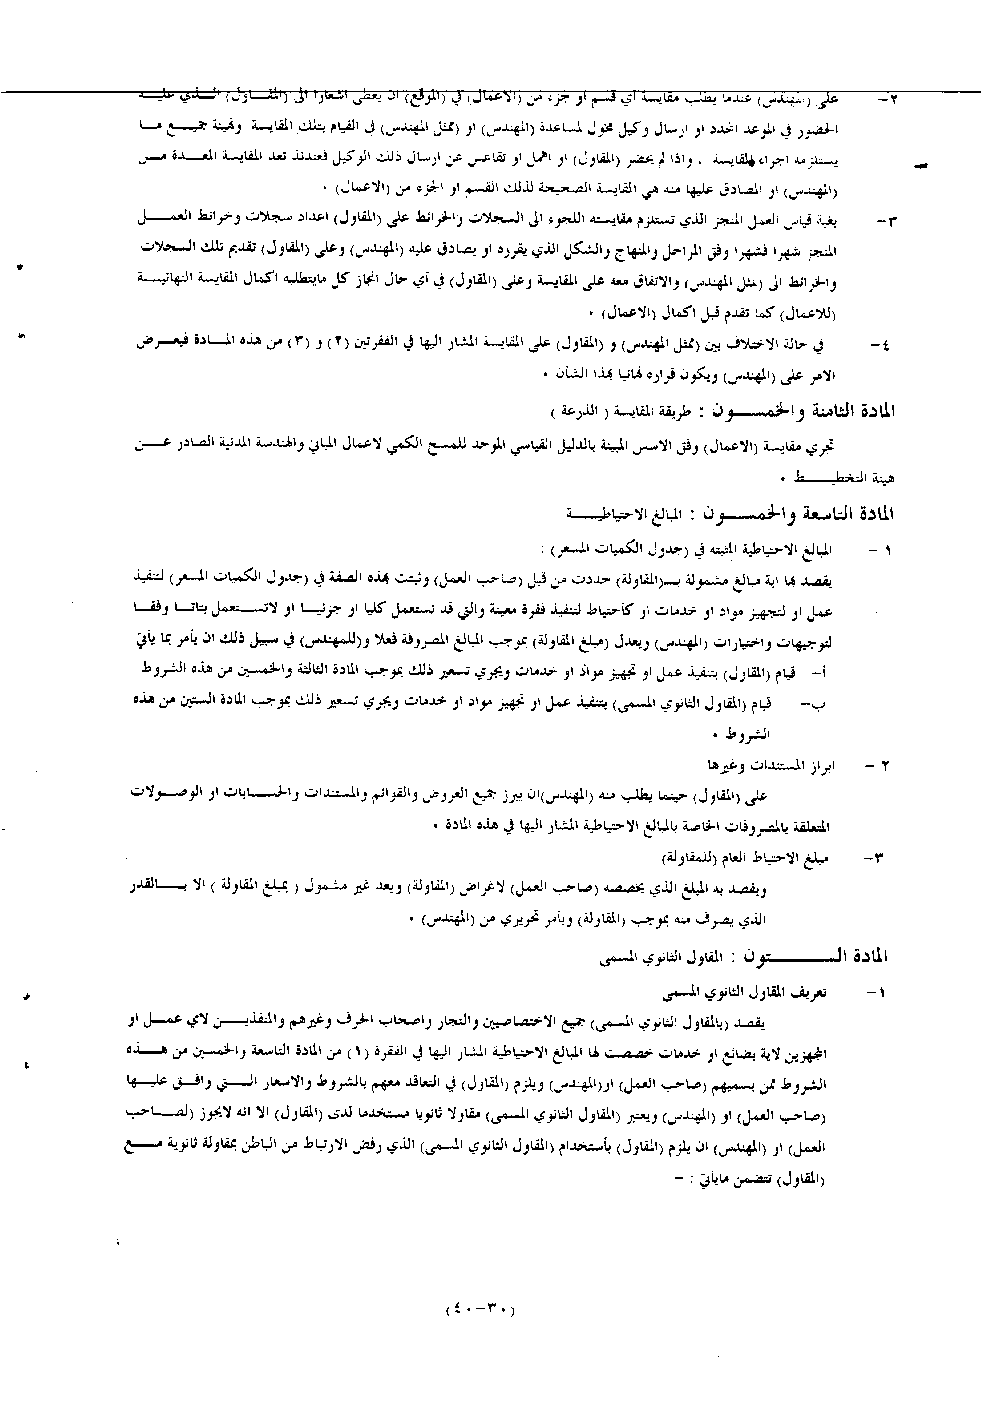 ٢- على (المهندس) عندما يطلب مقايسة أي قسم أو جزء من (الاعمال) في (الموقع) ان يعطى اشعارا الى (المقاول) الذي عليه
الحضور في الموعد المحدد او ارسال وكيل مخول لمساعدة (المهندس) او (ممثل المهندس) في القيام بتلك المقايسة وتهيئة جميع ما
يستلزمه اجراء المقايسة . واذا لم يحضر (المقاول) او اهمل او تقاعس عن ارسال ذلك الوكيل فعندئذ تعد المقايسة المعدة من
(المهندس) او المصادق عليها منه هي المقايسة الصحيحة لذلك القسم او الجزء من (الاعمال) .
٣- بغية قياس العمل المنجز الذي تستلزم مقايسته اللجوء الى السجلات والخرائط على (المقاول) اعداد سجلات وخرائط العمل
المنجز شهرا فشهرا وفق المراحل والمنهاج والشكل الذي يقرره او يصادق عليه (المهندس) وعلى (المقاول) تقديم تلك السجلات
والخرائط الى (مثل المهندس) والاتفاق معه على المقايسة وعلى (المقاول) في أي حال انجاز كل مايتطلبه اكمال المقايسة النهائية
(للاعمال) كما تقدم قبل اكمال (الاعمال) .
٤- في حالة الاختلاف بين (ممثل المهندس) و (المقاول) على المقايسة المشار اليها في الفقرتين (٢) و (٣) من هذه المادة فيعرض
الامر على (المهندس) ويكون قراره نهائيا بهذا الشأن .
المادة الثامنة والخمسون : طريقة المقايسة ( الذرعة )
تجري مقايسة (الاعمال) وفق الاسس المبينة بالدليل القياسي الموحد للمسح الكمي لاعمال المباني والهندسة المدنية الصادر عن
هيئة التخطيط .
المادة التاسعة والخمسون : المبالغ الاحتياطية
١ - المبالغ الاحتياطية المثبته في (جدول الكميات المسعر) :
يقصد بها اية مبالغ مشمولة بـ(المقاولة) حددت من قبل (صاحب العمل) وثبتت بهذه الصفة في (جدول الكميات المسعر) لتنفيذ
عمل او لتجهيز مواد او خدمات او كأحتياط لتنفيذ فقرة معينة والتي قد تستعمل كليا او جزئيا او لاتستعمل بتاتا وفقا
لتوجيهات واختيارات (المهندس) ويعدل (مبلغ المقاولة) بموجب المبالغ المصروفة فعلا و(للمهندس) في سبيل ذلك ان يأمر بما يأتي
أ- قيام (المقاول) بتنفيذ عمل او تجهيز مواد او خدمات ويجري تسعير ذلك بموجب المادة الثالثة والخمسين من هذه الشروط
ب- قيام (المقاول الثانوي المسمى) بتنفيذ عمل او تجهيز مواد او خدمات ويجري تسعير ذلك بموجب المادة الستين من هذه
الشروط .
٢ - ابراز المستندات وغيرها
على (المقاول) حينما يطلب منه (المهندس)ان يبرز جميع العروض والقوائم والمستندات والحسابات او الوصولات
المتعلقة بالمصروفات الخاصة بالمبالغ الاحتياطية المشار اليها في هذه المادة .
٣- مبلغ الاحتياط العام (للمقاولة)
ويقصد به المبلغ الذي يخصصه (صاحب العمل) لاغراض (المقاولة) ويعد غير مشمول ( بمبلغ المقاولة ) الا بالقدر
الذي يصرف منه بموجب (المقاولة) وبأمر تحريري من (المهندس) .
المادة الستون : المقاول الثانوي المسمى
١- تعريف المقاول الثانوي المسمى
يقصد (بالمقاول الثانوي المسمى) جميع الاختصاصيين والتجار واصحاب الحرف وغيرهم والمنفذين لاي عمل او
المجهزين لاية بضائع او خدمات خصصت لها المبالغ الاحتياطية المشار اليها في الفقرة (١) من المادة التاسعة والخمسين من هذه
الشروط ممن يسميهم (صاحب العمل) او(المهندس) ويلزم (المقاول) في التعاقد معهم بالشروط والاسعار التي وافق عليها
(صاحب العمل) او (المهندس) ويعتبر (المقاول الثانوي المسمى) مقاولا ثانويا مستخدما لدى (المقاول) الا انه لايجوز (لصاحب
العمل) او (المهندس) ان يلزم (المقاول) بأستخدام (المقاول الثانوي المسمى) الذي رفض الارتباط من الباطن بمقاولة ثانوية مع
(المقاول) تتضمن مايأتي : -
(٣٠-٤٠)